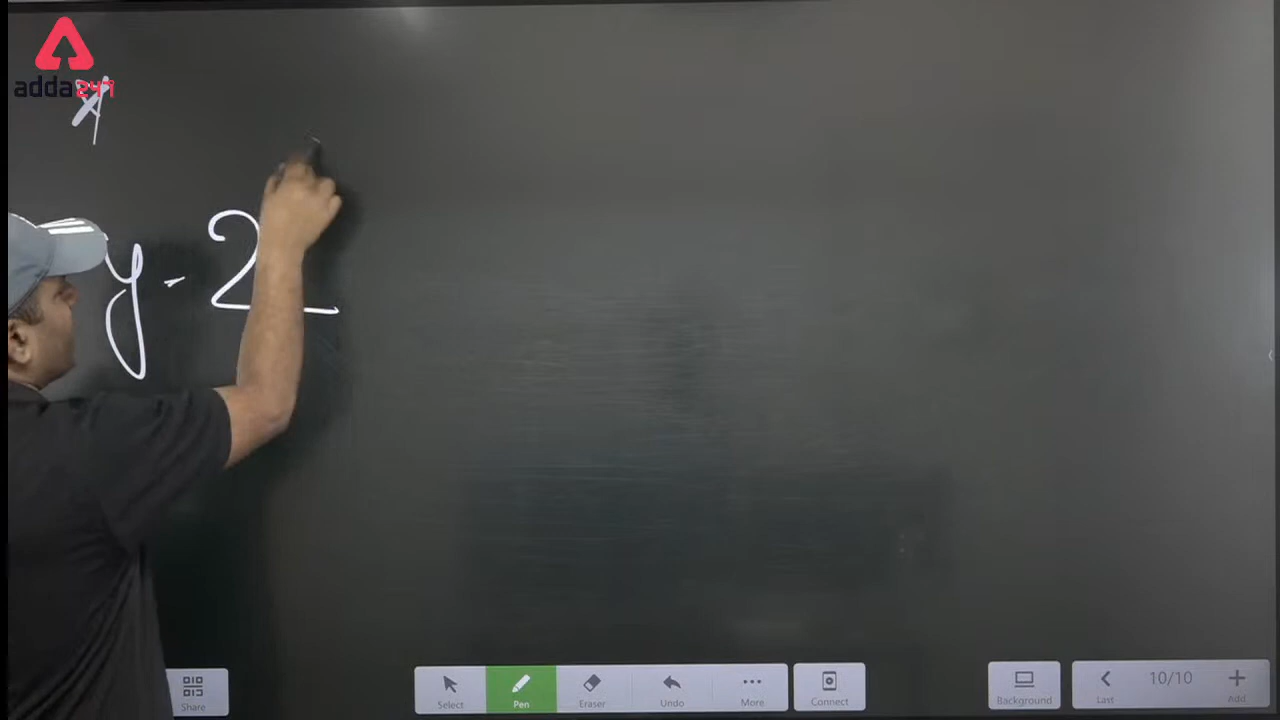 adda247
y - 2
Share
Select
Pen
Eraser
Undo
More
Connect
Background
Last
10/10
Add